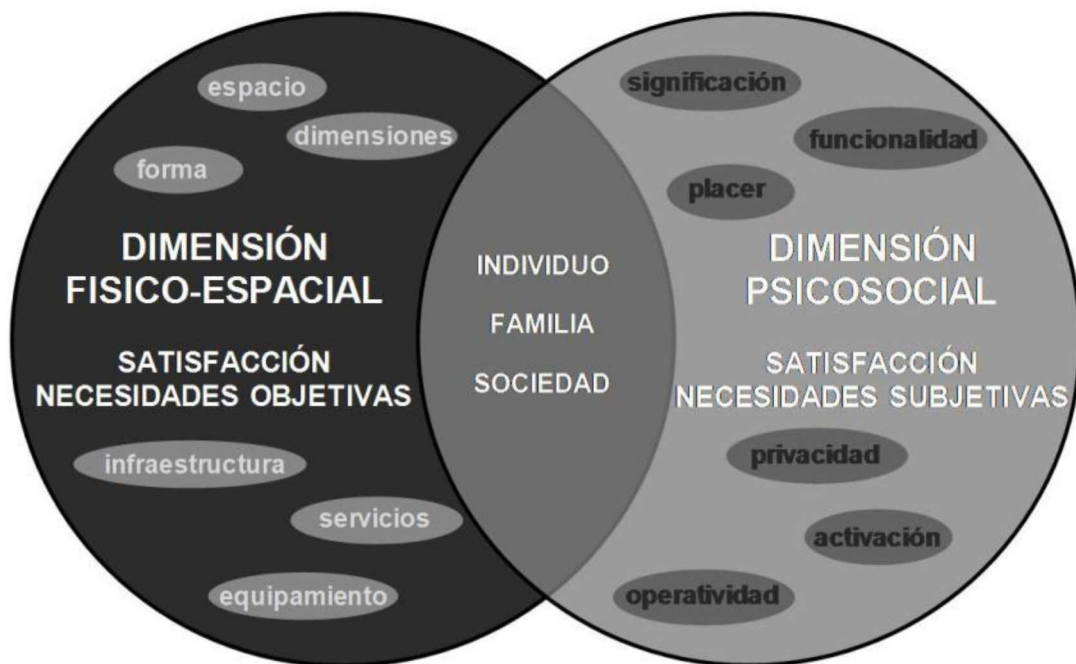 espacio
dimensiones
forma
DIMENSIÓN
FISICO-ESPACIAL
SATISFACCIÓN
NECESIDADES OBJETIVAS
infraestructura
servicios
equipamiento
INDIVIDUO
FAMILIA
SOCIEDAD
significación
funcionalidad
placer
DIMENSIÓN
PSICOSOCIAL
SATISFACCIÓN
NECESIDADES SUBJETIVAS
privacidad
activación
operatividad